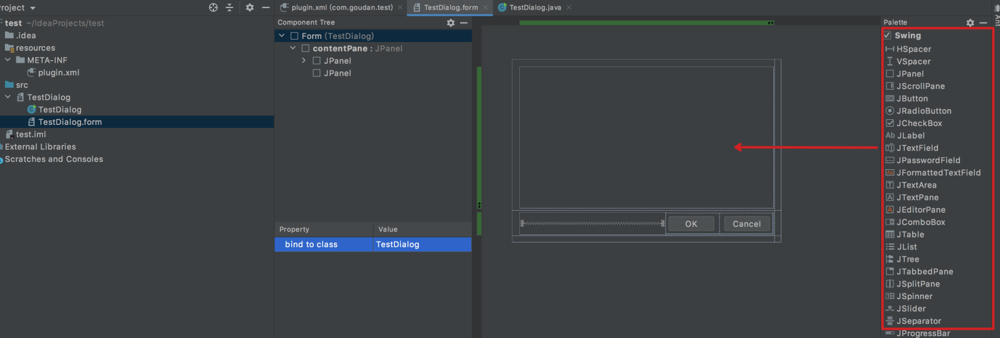 Project
test ~/IdeaProjects/test
.idea
resources
META-INF
plugin.xml
src
TestDialog
TestDialog
TestDialog.form
test.iml
External Libraries
Scratches and Consoles
plugin.xml (com.goudan.test)
TestDialog.form
TestDialog.java
Component Tree
Form (TestDialog)
contentPane : JPanel
JPanel
JPanel
Property Value
bind to class TestDialog
OK Cancel
Palette
Swing
HSpacer
VSpacer
JPanel
JScrollPane
JButton
JRadioButton
JCheckBox
JLabel
JTextField
JPasswordField
JFormattedTextField
JTextArea
JTextPane
JEditorPane
JComboBox
JTable
JList
JTree
JTabbedPane
JSplitPane
JSpinner
JSlider
JSeparator
JProgressBar
Ant